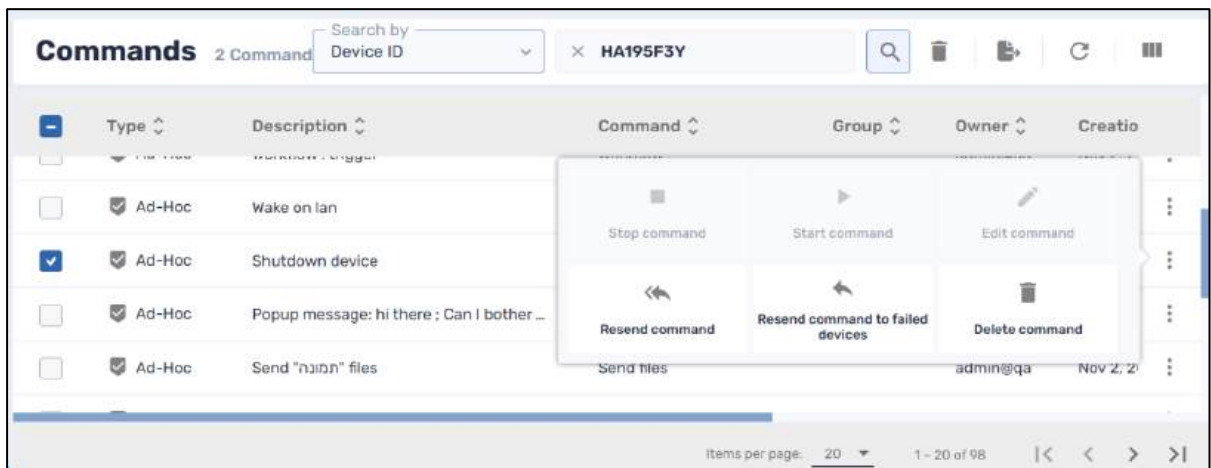 Search by
Commands 2 Command Device ID HA195F3Y
Type Description Command Group Owner Creatio
Ad-Hoc Wake on lan
Stop command Start command Edit command
Ad-Hoc Shutdown device
Ad-Hoc Popup message: hi there ; Can I bother ...
Resend command Resend command to failed devices Delete command
Ad-Hoc Send "תמונה" files Send files admin@qa Nov 2, 2
Items per page: 20 1 - 20 of 98